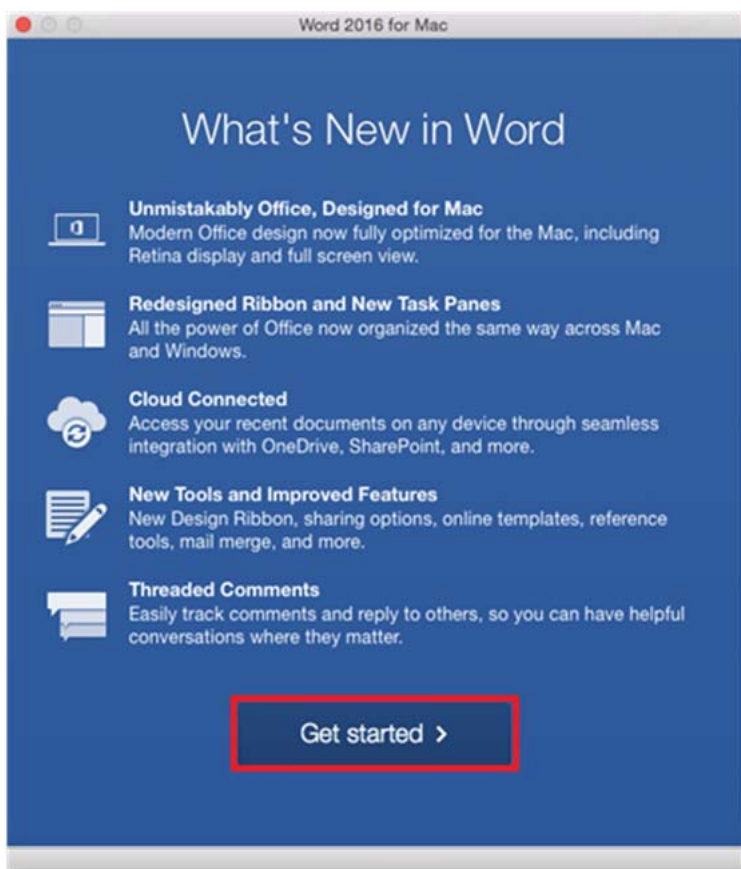 Word 2016 for Mac
What's New in Word
Unmistakably Office, Designed for Mac
Modern Office design now fully optimized for the Mac, including
Retina display and full screen view.
Redesigned Ribbon and New Task Panes
All the power of Office now organized the same way across Mac
and Windows.
Cloud Connected
Access your recent documents on any device through seamless
integration with OneDrive, SharePoint, and more.
New Tools and Improved Features
New Design Ribbon, sharing options, online templates, reference
tools, mail merge, and more.
Threaded Comments
Easily track comments and reply to others, so you can have helpful
conversations where they matter.
Get started >